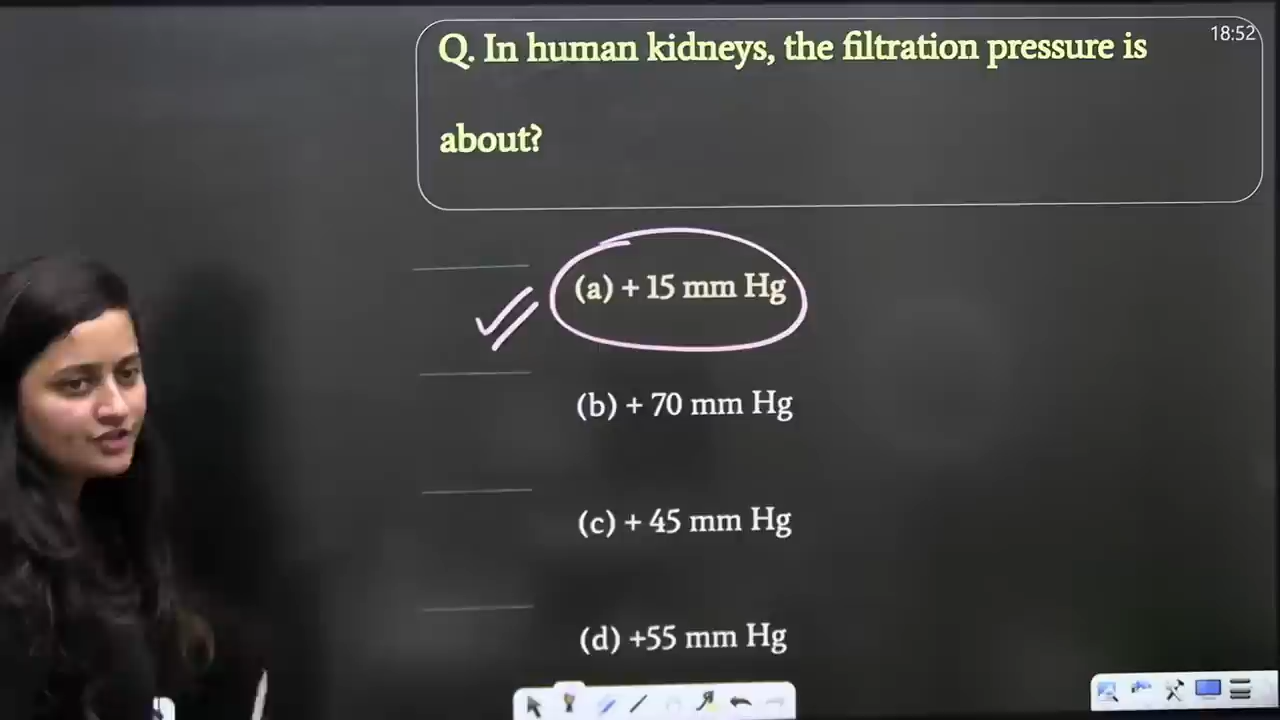 18:52
Q. In human kidneys, the filtration pressure is
about?
(a) + 15 mm Hg
(b) + 70 mm Hg
(c) + 45 mm Hg
(d) +55 mm Hg